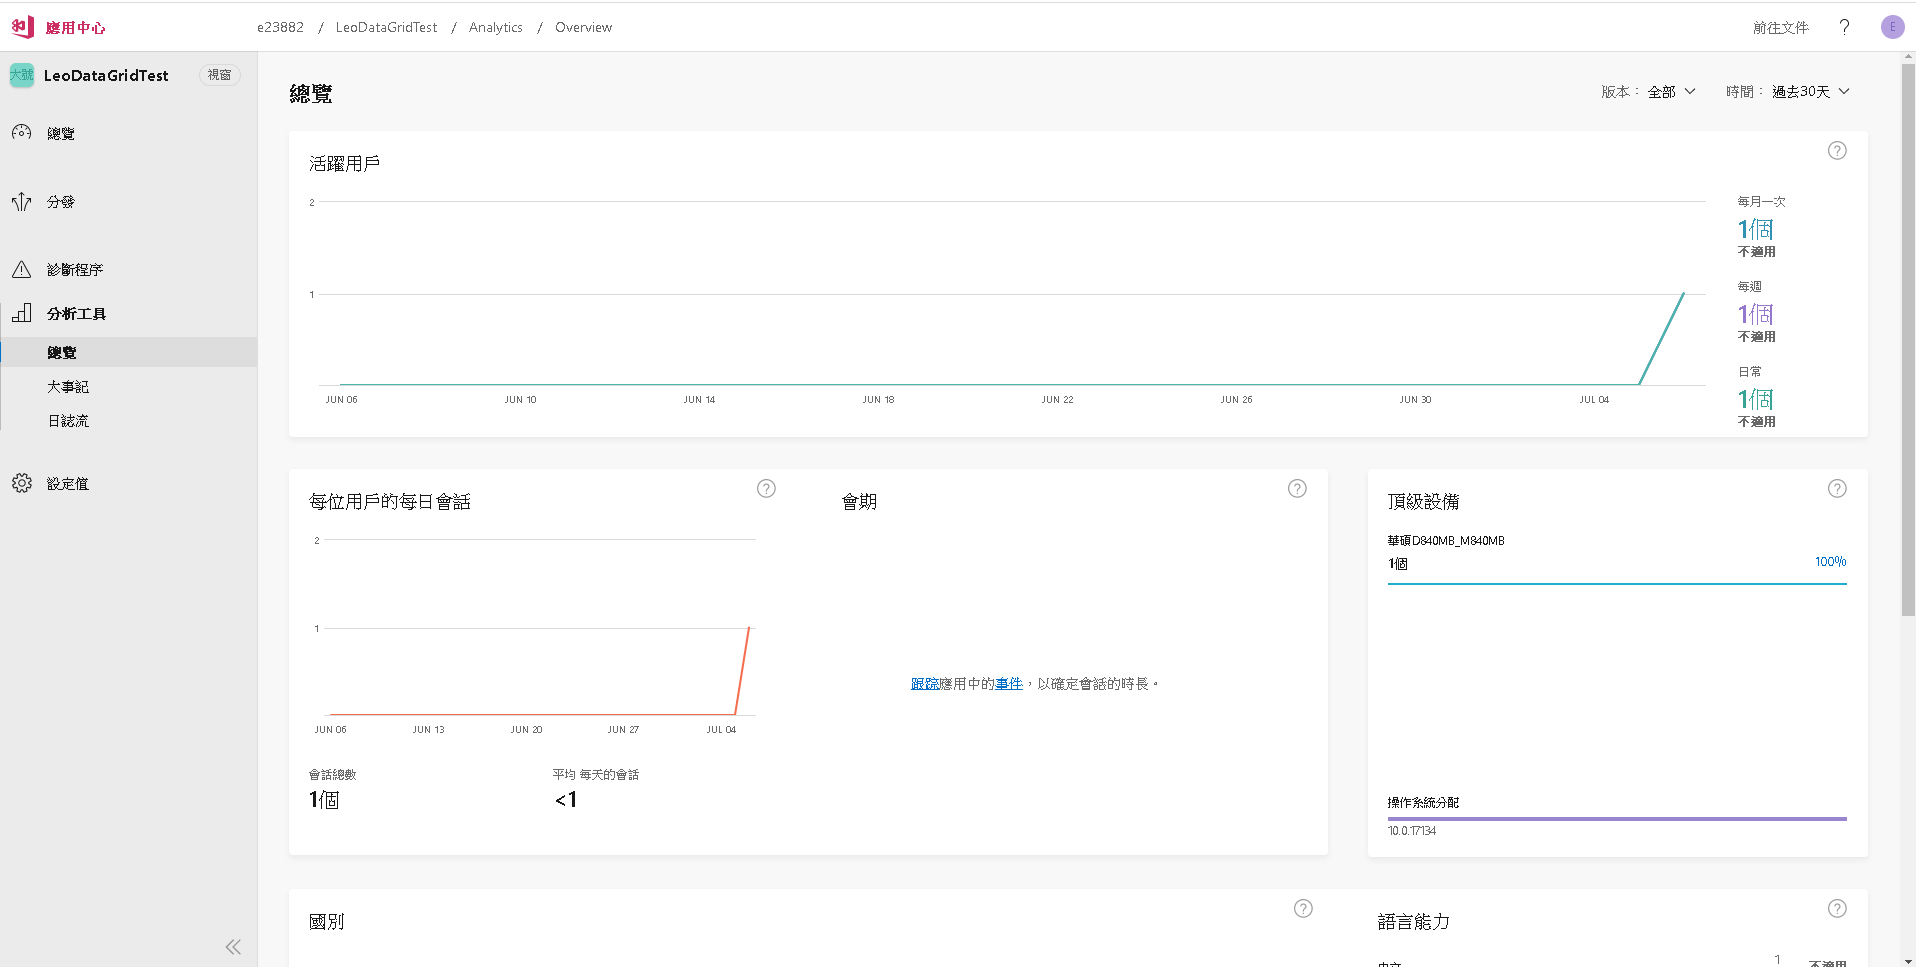 應用中心
e23882 / LeoDataGridTest / Analytics / Overview
前往文件
?
E
大號
LeoDataGridTest
視窗
總覽
分發
診斷程序
分析工具
總覽
大事記
日誌流
設定值
總覽
版本： 全部
時間： 過去30天
活躍用戶
?
2
1
JUN 06 JUN 10 JUN 14 JUN 18 JUN 22 JUN 26 JUN 30 JUL 04
每月一次
1個
不適用
每週
1個
不適用
日常
1個
不適用
每位用戶的每日會話
?
2
1
JUN 06 JUN 13 JUN 20 JUN 27 JUL 04
會話總數
1個
平均 每天的會話
<1
會期
?
跟踪應用中的事件，以確定會話的時長。
頂級設備
?
華碩D840MB_M840MB
1個
100%
操作系統分配
10.0.17134
國別
?
語言能力
?
中文
1
不適用